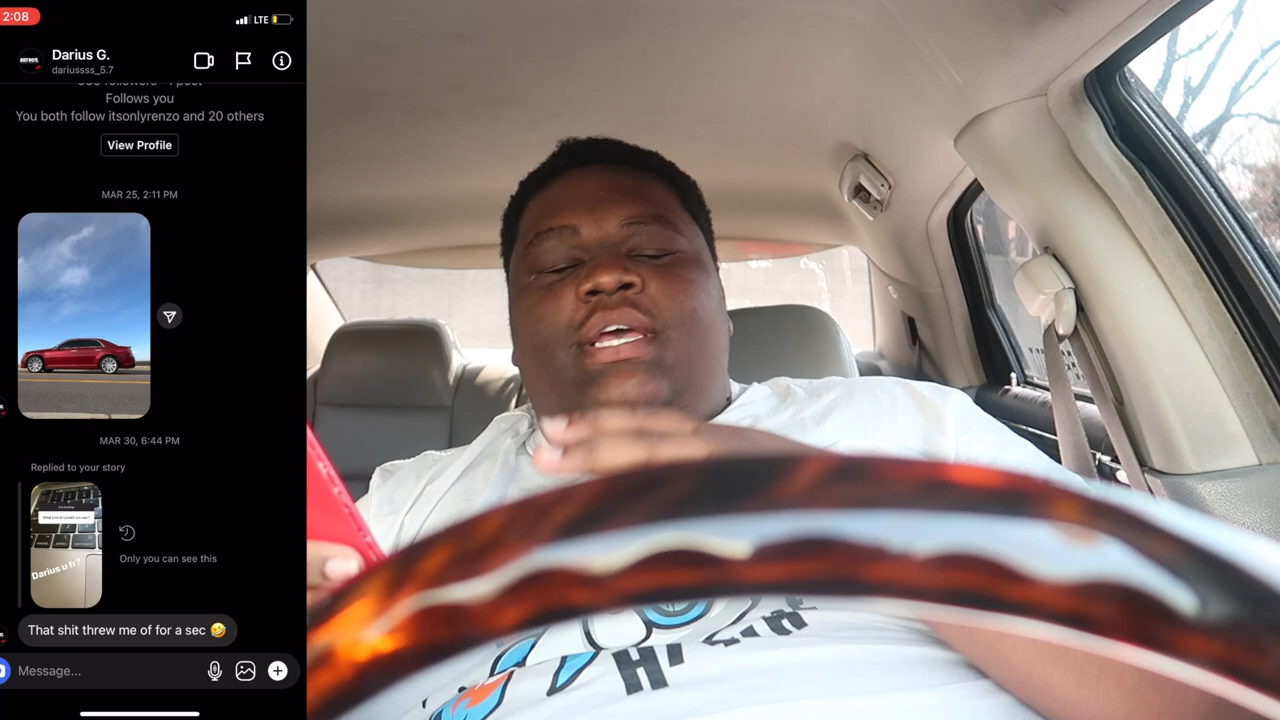 2:08
LTE
Darius G.
dariussss_5.7
Follows you
You both follow itsonlyrenzo and 20 others
View Profile
MAR 25, 2:11 PM
MAR 30, 6:44 PM
Replied to your story
Darius u fr?
Only you can see this
That shit threw me of for a sec 🤣
Message...